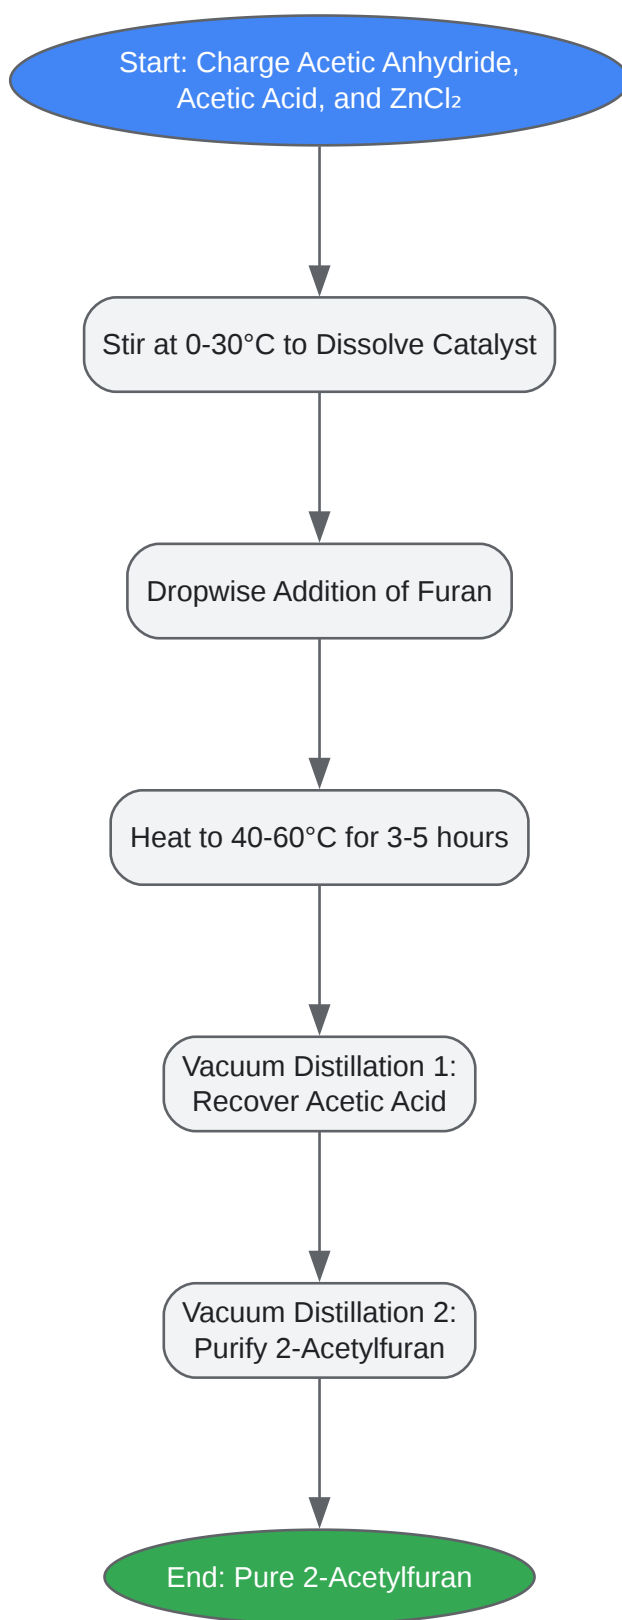 Start: Charge Acetic Anhydride,
Acetic Acid, and ZnCl₂
Stir at 0-30°C to Dissolve Catalyst
Dropwise Addition of Furan
Heat to 40-60°C for 3-5 hours
Vacuum Distillation 1:
Recover Acetic Acid
Vacuum Distillation 2:
Purify 2-Acetylfuran
End: Pure 2-Acetylfuran